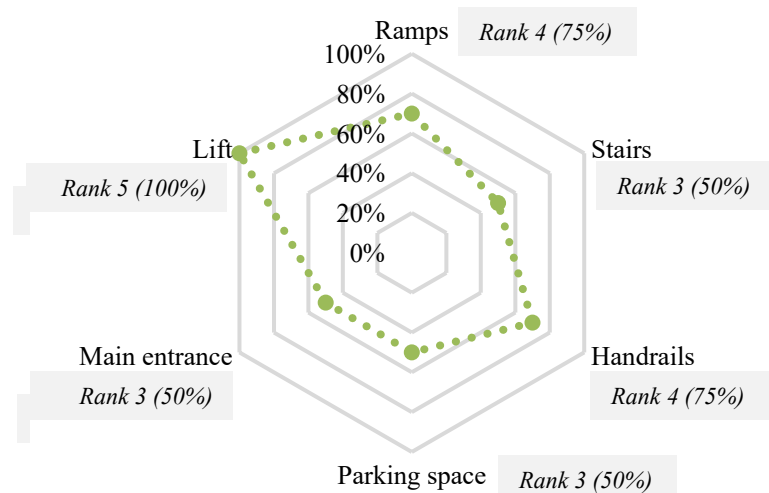 Ramps
Rank 4 (75%)
100%
80%
60%
40%
20%
0%
Lift
Rank 5 (100%)
Stairs
Rank 3 (50%)
Main entrance
Rank 3 (50%)
Handrails
Rank 4 (75%)
Parking space
Rank 3 (50%)